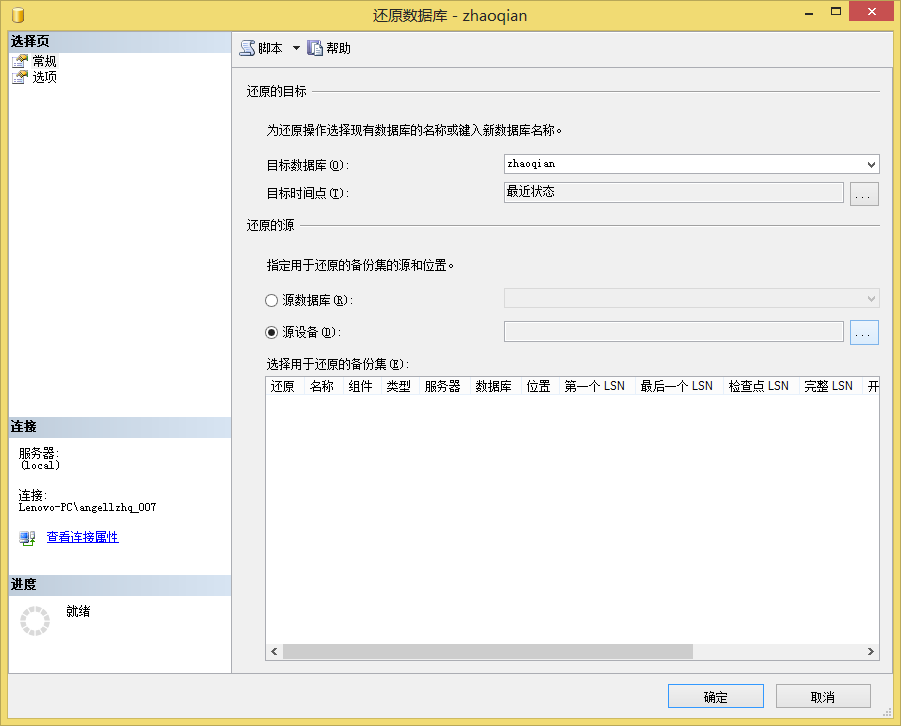 还原数据库 - zhaoqian
选择页
常规
选项
脚本 帮助
还原的目标
为还原操作选择现有数据库的名称或键入新数据库名称。
目标数据库(O): zhaoqian
目标时间点(T): 最近状态 ...
还原的源
指定用于还原的备份集的源和位置。
源数据库(R):
源设备(D): ...
选择用于还原的备份集(E):
还原 名称 组件 类型 服务器 数据库 位置 第一个 LSN 最后一个 LSN 检查点 LSN 完整 LSN 开
连接
服务器:
(local)
连接:
Lenovo-PC\angellzhq_007
查看连接属性
进度
就绪
确定 取消